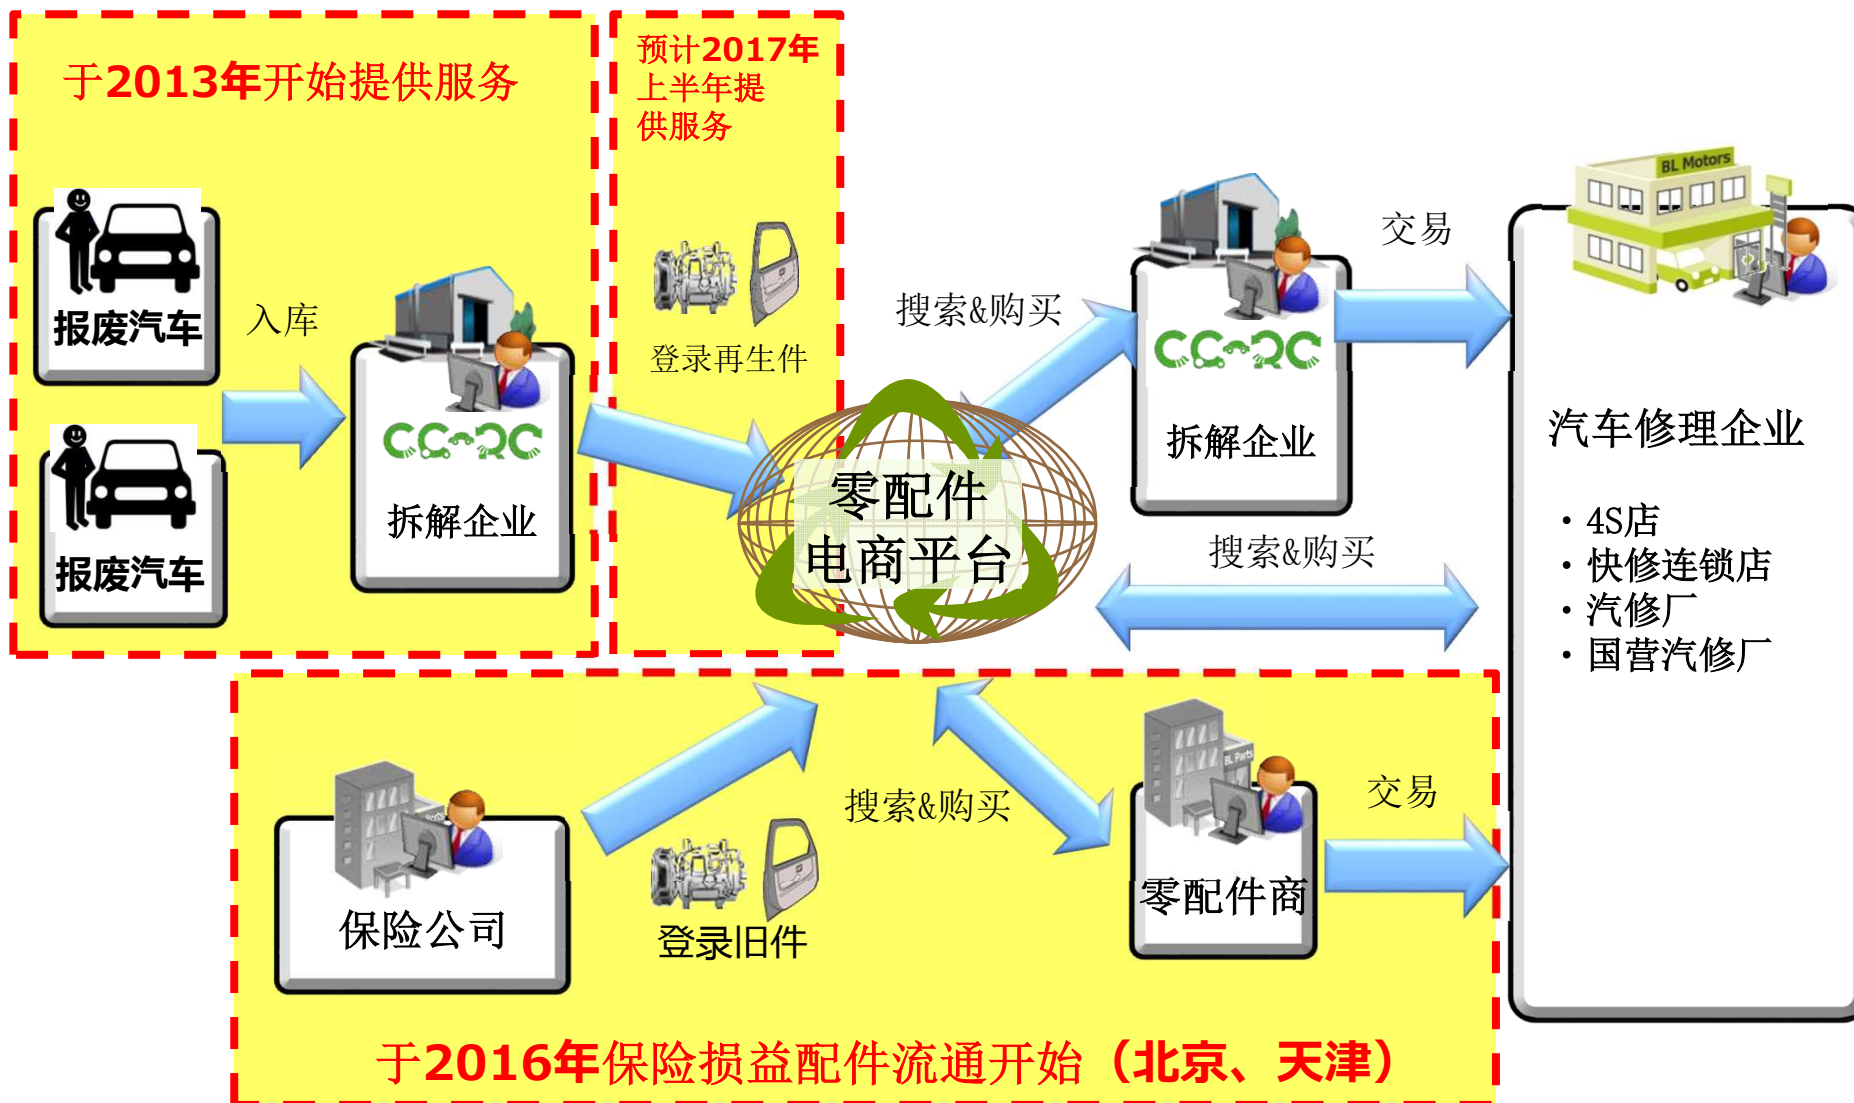 于2013年开始提供服务
预计2017年
上半年提
供服务
报废汽车
入库
报废汽车
拆解企业
登录再生件
零配件
电商平台
搜索&购买
拆解企业
交易
搜索&购买
BL Motors
汽车修理企业
・4S店
・快修连锁店
・汽修厂
・国营汽修厂
保险公司
登录旧件
搜索&购买
BL Parts
零配件商
交易
于2016年保险损益配件流通开始（北京、天津）